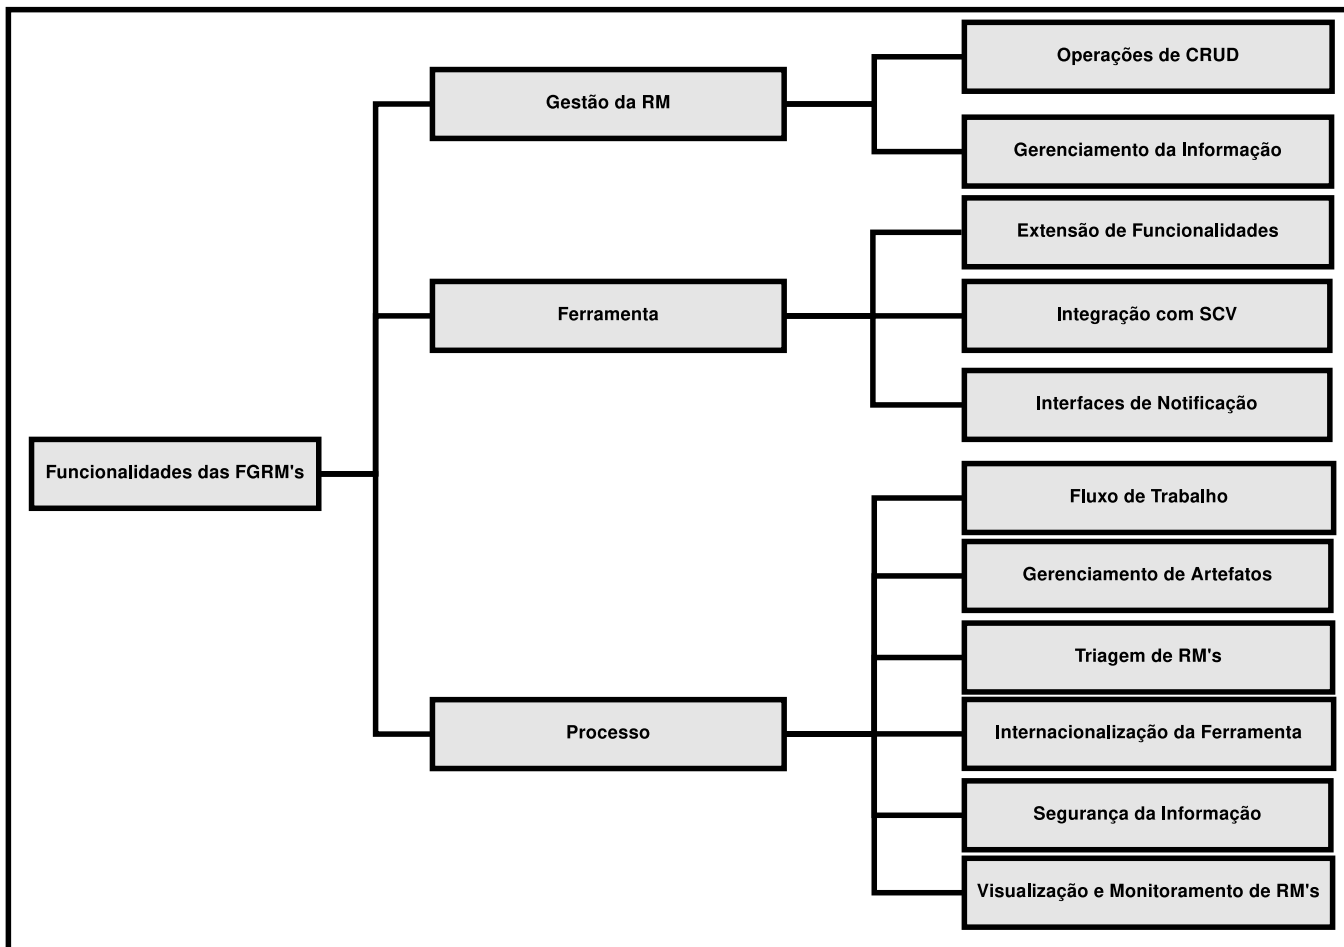 Funcionalidades das FGRM's
Gestão da RM
Operações de CRUD
Gerenciamento da Informação
Ferramenta
Extensão de Funcionalidades
Integração com SCV
Interfaces de Notificação
Processo
Fluxo de Trabalho
Gerenciamento de Artefatos
Triagem de RM's
Internacionalização da Ferramenta
Segurança da Informação
Visualização e Monitoramento de RM's